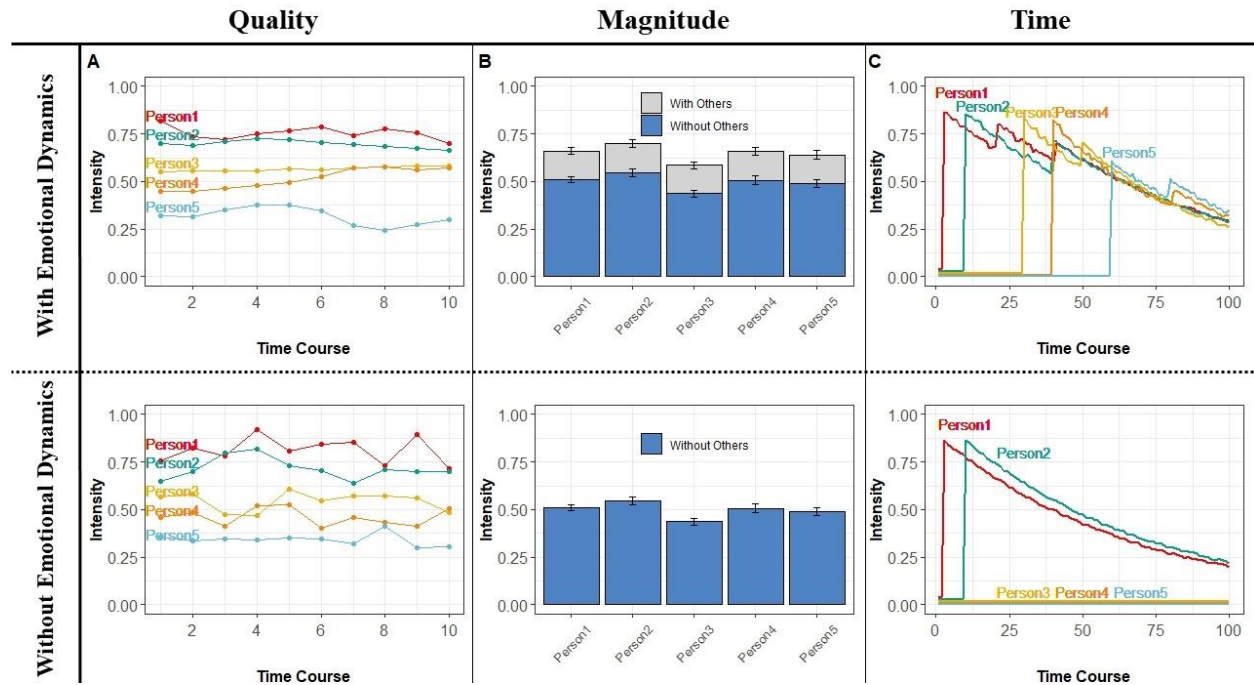 Quality
Magnitude
Time
With Emotional Dynamics
A
1.00
0.75
0.50
0.25
0.00
Intensity
Person1
Person2
Person3
Person4
Person5
2
4
6
8
10
Time Course
B
1.00
0.75
0.50
0.25
0.00
Intensity
With Others
Without Others
Person1
Person2
Person3
Person4
Person5
C
1.00
0.75
0.50
0.25
0.00
Intensity
Person1
Person2
Person3
Person4
Person5
0
25
50
75
100
Time Course
Without Emotional Dynamics
1.00
0.75
0.50
0.25
0.00
Intensity
Person1
Person2
Person3
Person4
Person5
2
4
6
8
10
Time Course
1.00
0.75
0.50
0.25
0.00
Intensity
Without Others
Person1
Person2
Person3
Person4
Person5
1.00
0.75
0.50
0.25
0.00
Intensity
Person1
Person2
Person3 Person4 Person5
0
25
50
75
100
Time Course